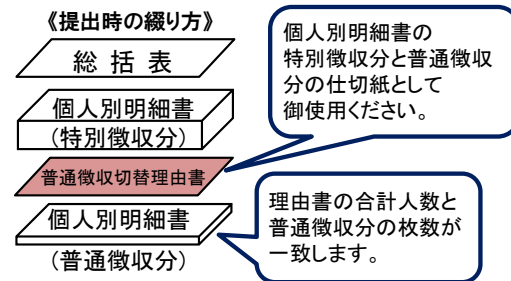 《提出時の綴り方》
総括表
個人別明細書
(特別徴収分)
普通徴収切替理由書
個人別明細書
(普通徴収分)
個人別明細書の
特別徴収分と普通徴収
分の仕切紙として
御使用ください。
理由書の合計人数と
普通徴収分の枚数が
一致します。